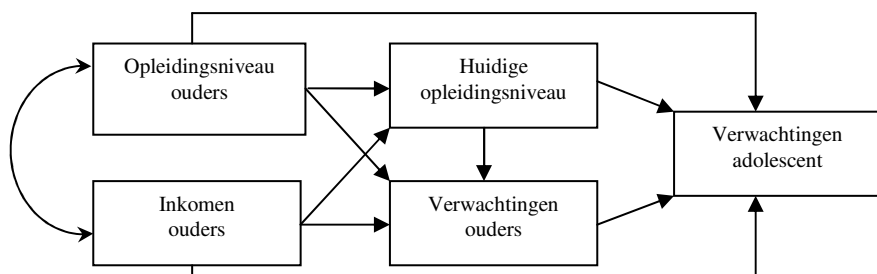 Opleidingsniveau
ouders
Huidige
opleidingsniveau
Verwachtingen
adolescent
Inkomen
ouders
Verwachtingen
ouders